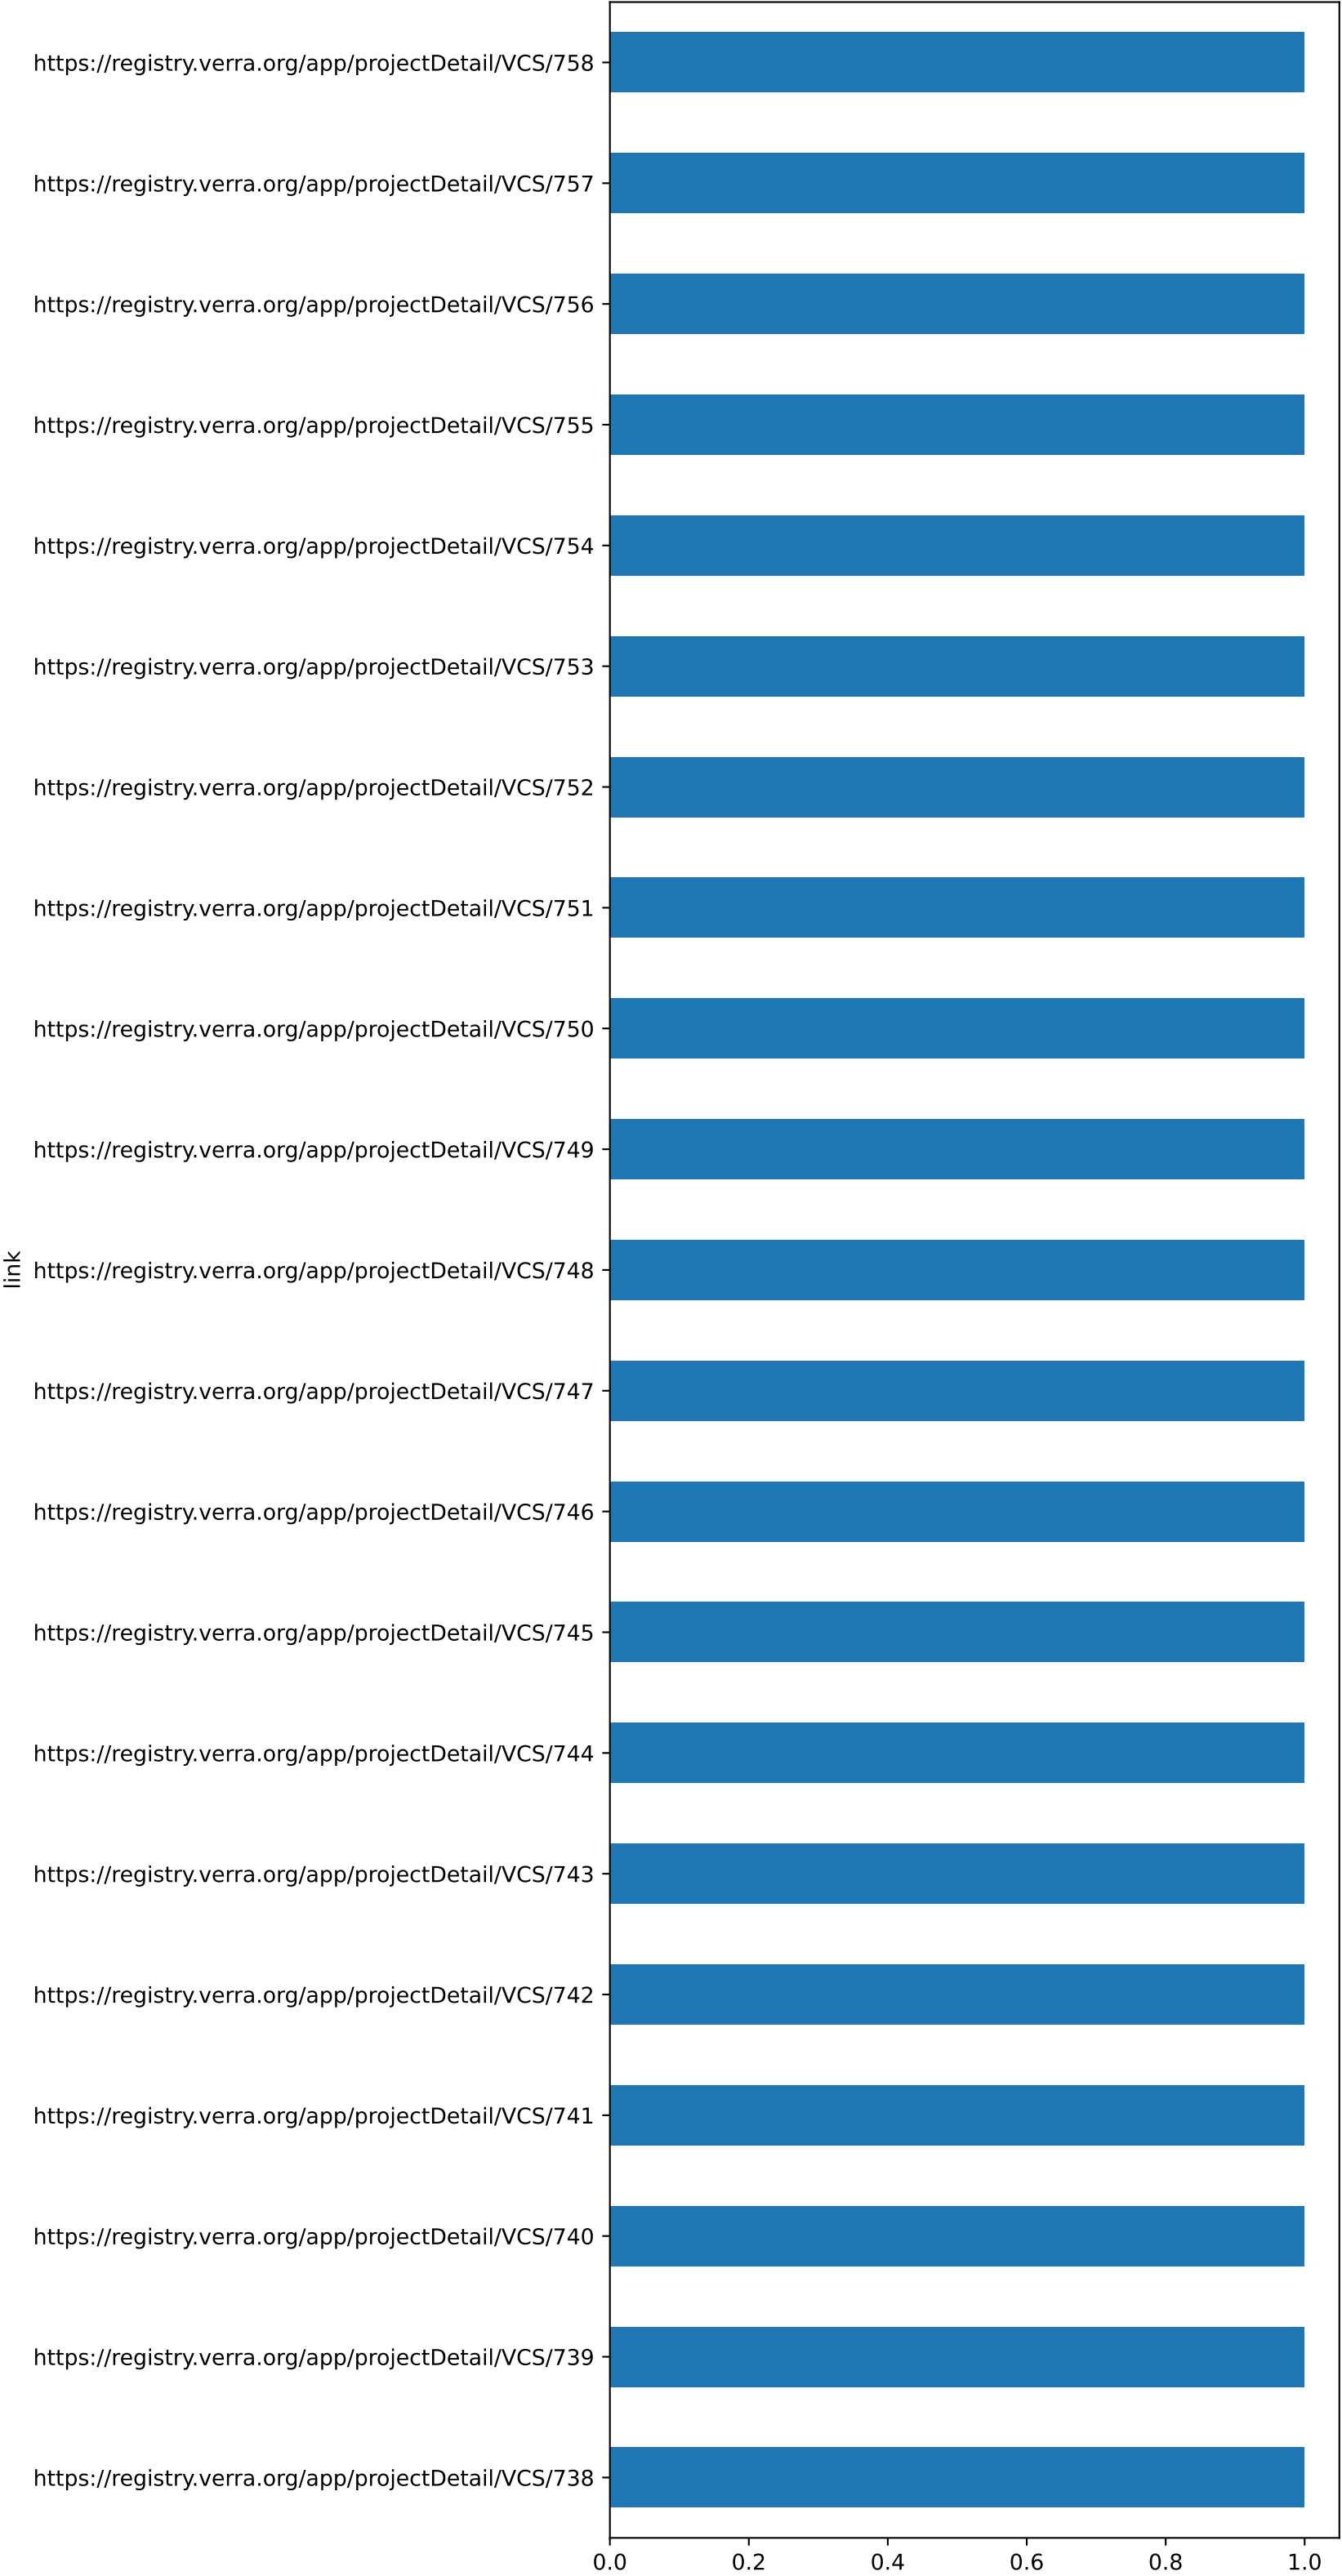 https://registry.verra.org/app/projectDetail/VCS/758
https://registry.verra.org/app/projectDetail/VCS/757
https://registry.verra.org/app/projectDetail/VCS/756
https://registry.verra.org/app/projectDetail/VCS/755
https://registry.verra.org/app/projectDetail/VCS/754
https://registry.verra.org/app/projectDetail/VCS/753
https://registry.verra.org/app/projectDetail/VCS/752
https://registry.verra.org/app/projectDetail/VCS/751
https://registry.verra.org/app/projectDetail/VCS/750
https://registry.verra.org/app/projectDetail/VCS/749
link
https://registry.verra.org/app/projectDetail/VCS/748
https://registry.verra.org/app/projectDetail/VCS/747
https://registry.verra.org/app/projectDetail/VCS/746
https://registry.verra.org/app/projectDetail/VCS/745
https://registry.verra.org/app/projectDetail/VCS/744
https://registry.verra.org/app/projectDetail/VCS/743
https://registry.verra.org/app/projectDetail/VCS/742
https://registry.verra.org/app/projectDetail/VCS/741
https://registry.verra.org/app/projectDetail/VCS/740
https://registry.verra.org/app/projectDetail/VCS/739
https://registry.verra.org/app/projectDetail/VCS/738
0.0 0.2 0.4 0.6 0.8 1.0